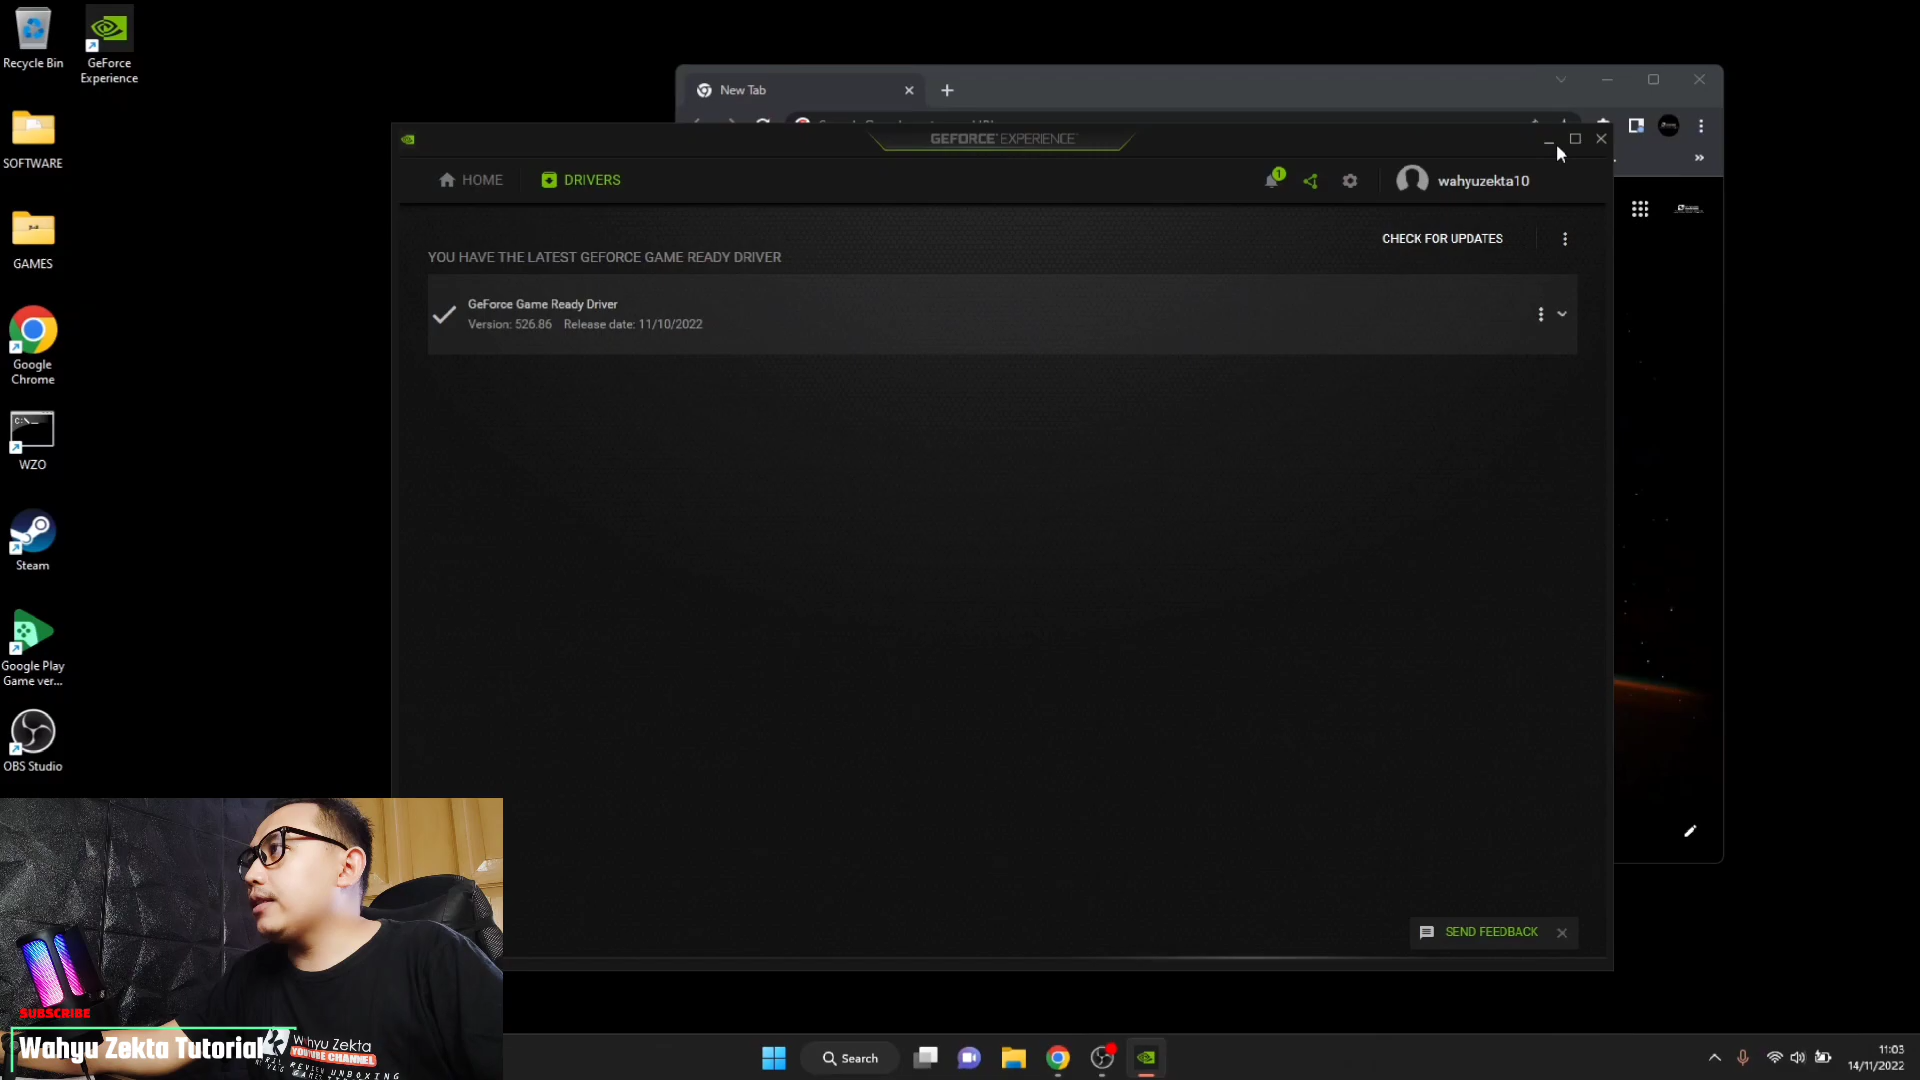 Recycle Bin
GeForce
Experience
SOFTWARE
GAMES
Google
Chrome
WZO
Steam
Google Play
Game ver...
OBS Studio
New Tab
GEFORCE EXPERIENCE
HOME
DRIVERS
1
wahyuzekta10
CHECK FOR UPDATES
YOU HAVE THE LATEST GEFORCE GAME READY DRIVER
GeForce Game Ready Driver
Version: 526.86 Release date: 11/10/2022
SEND FEEDBACK
SUBSCRIBE
Wahyu Zekta Tutorial
Wahyu Zekta
YOUTUBE CHANNEL
REVIEW UNBOXING
Search
11:03
14/11/2022